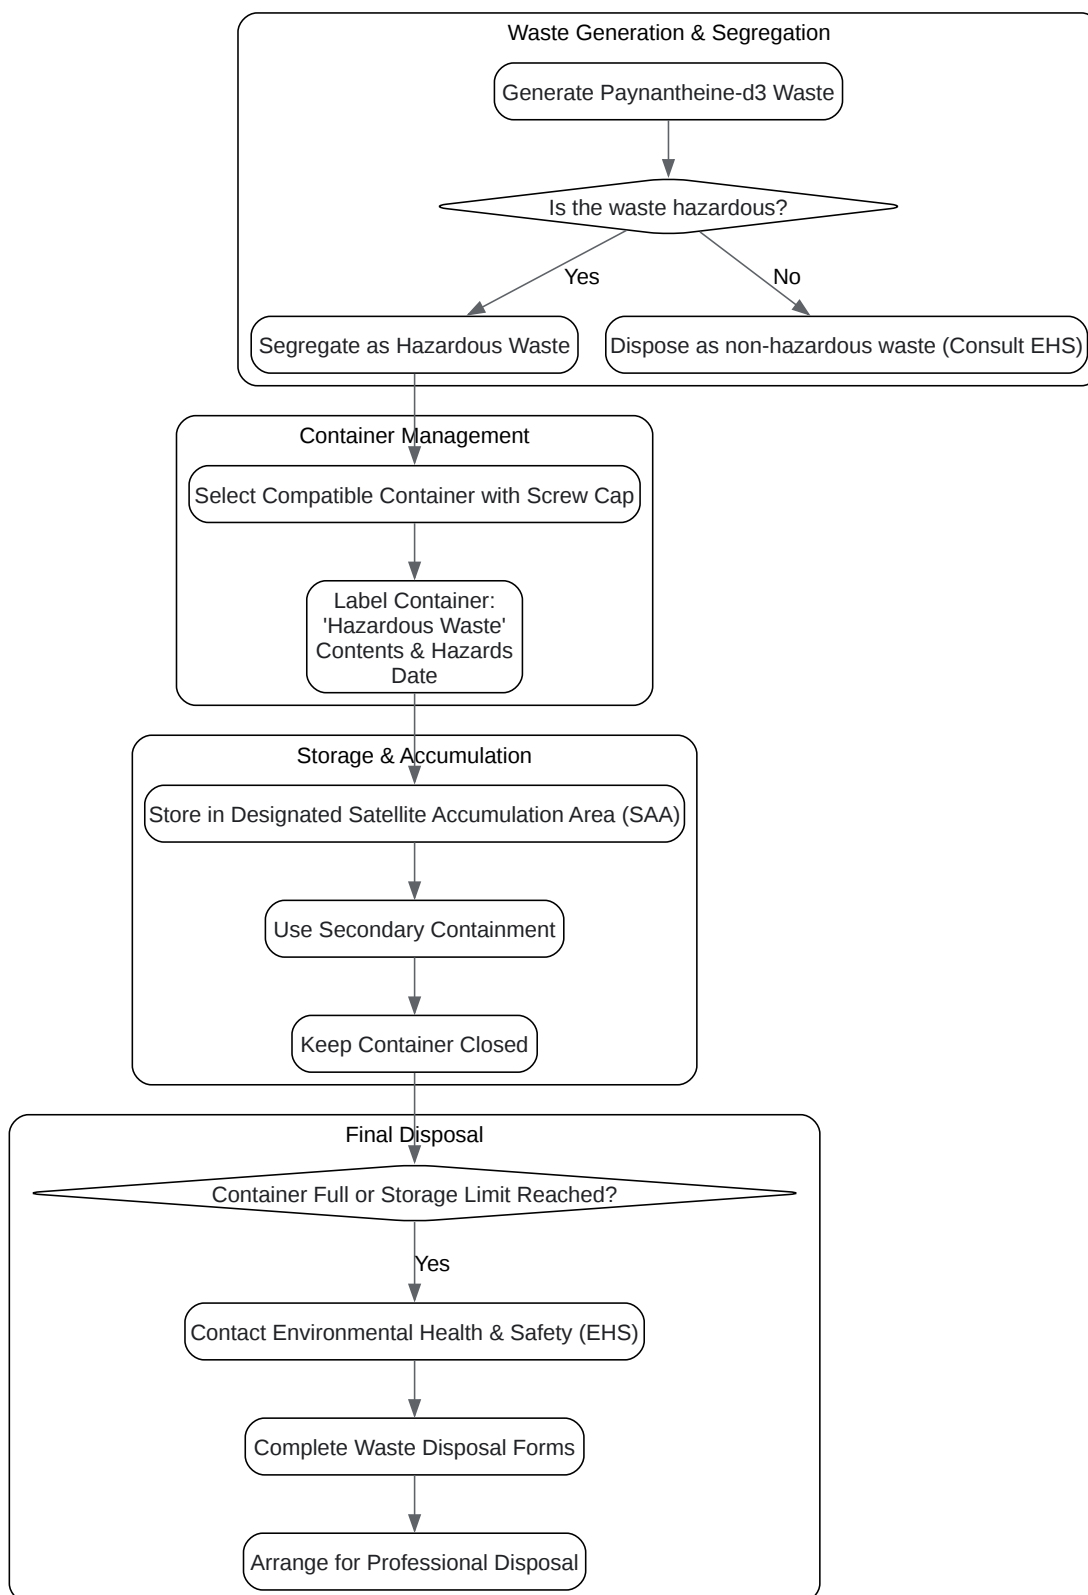 Waste Generation & Segregation
Generate Paynantheine-d3 Waste
Is the waste hazardous?
Yes
No
Segregate as Hazardous Waste
Dispose as non-hazardous waste (Consult EHS)
Container Management
Select Compatible Container with Screw Cap
Label Container:
'Hazardous Waste'
Contents & Hazards
Date
Storage & Accumulation
Store in Designated Satellite Accumulation Area (SAA)
Use Secondary Containment
Keep Container Closed
Final Disposal
Container Full or Storage Limit Reached?
Yes
Contact Environmental Health & Safety (EHS)
Complete Waste Disposal Forms
Arrange for Professional Disposal